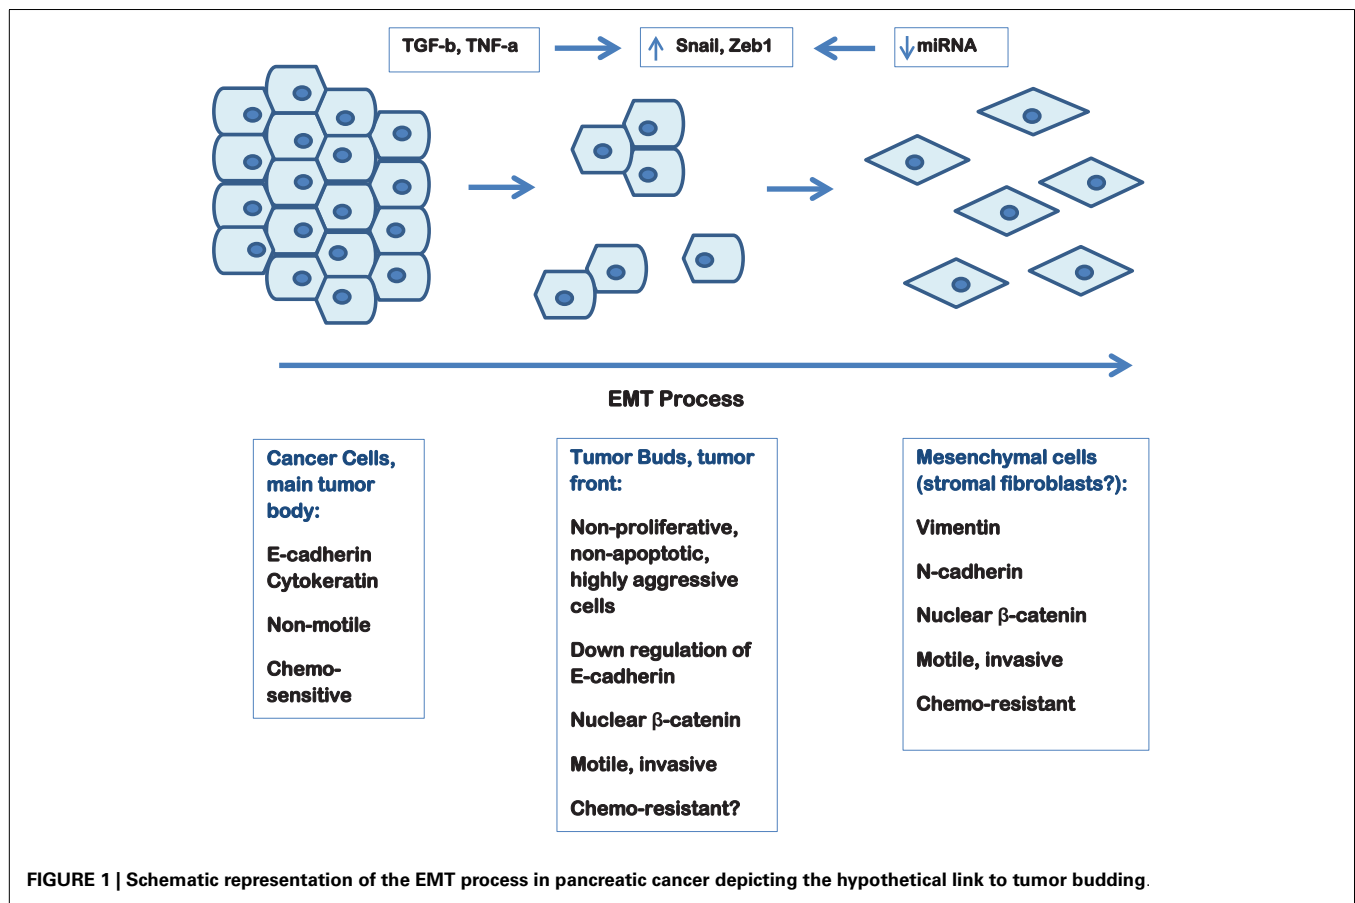 TGF-b, TNF-a
Snail, Zeb1
miRNA
EMT Process
Cancer Cells,
main tumor
body:
E-cadherin
Cytokeratin
Non-motile
Chemo-
sensitive
Tumor Buds, tumor
front:
Non-proliferative,
non-apoptotic,
highly aggressive
cells
Down regulation of
E-cadherin
Nuclear β-catenin
Motile, invasive
Chemo-resistant?
Mesenchymal cells
(stromal fibroblasts?):
Vimentin
N-cadherin
Nuclear β-catenin
Motile, invasive
Chemo-resistant
FIGURE 1 | Schematic representation of the EMT process in pancreatic cancer depicting the hypothetical link to tumor budding.